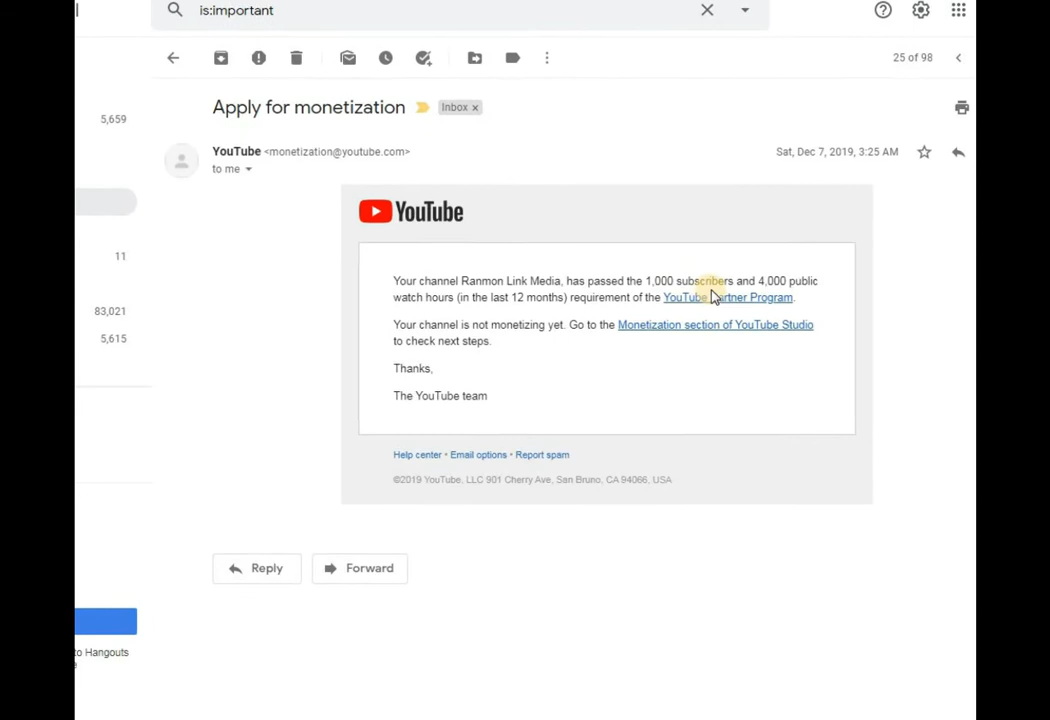 is:important
25 of 98
Apply for monetization
Inbox ×
5,659
YouTube <monetization@youtube.com>
Sat, Dec 7, 2019, 3:25 AM
to me
YouTube
11
Your channel Ranmon Link Media, has passed the 1,000 subscribers and 4,000 public
watch hours (in the last 12 months) requirement of the YouTube Partner Program.
83,021
Your channel is not monetizing yet. Go to the Monetization section of YouTube Studio
5,615
to check next steps.
Thanks,
The YouTube team
Help center • Email options • Report spam
©2019 YouTube, LLC 901 Cherry Ave, San Bruno, CA 94066, USA
Reply
Forward
to Hangouts